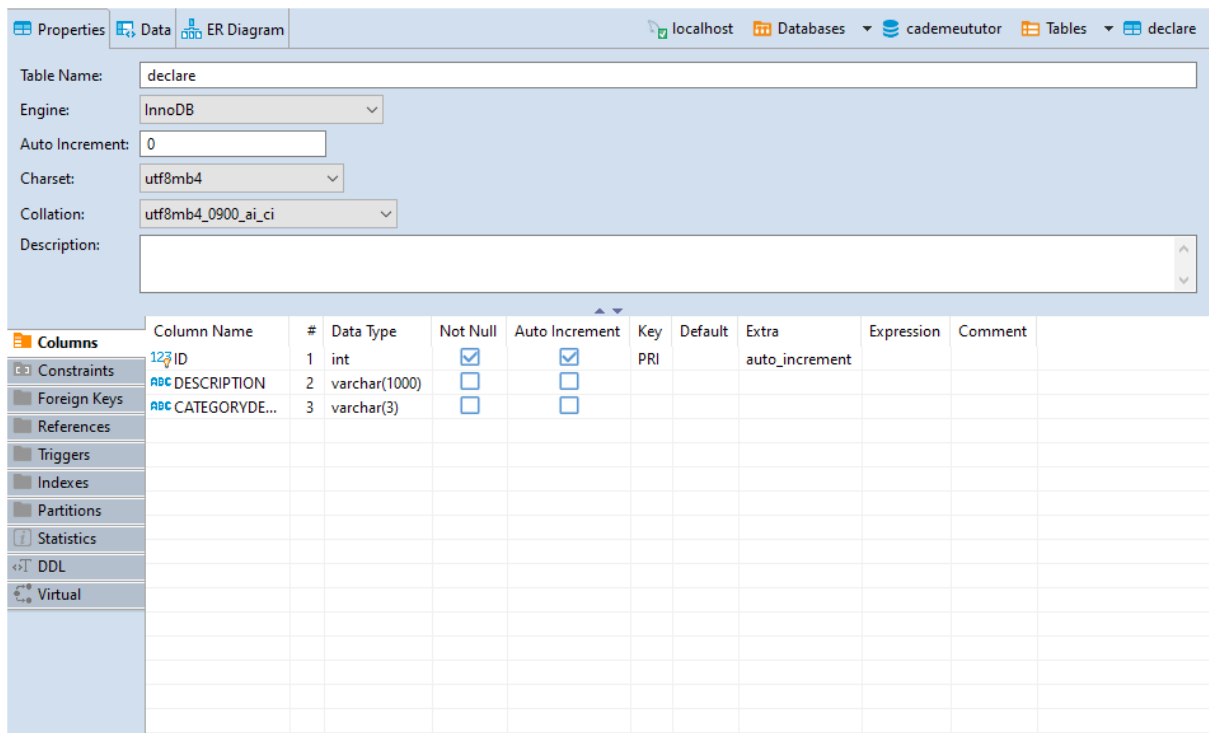 Properties Data ER Diagram localhost Databases cademeututor Tables declare
Table Name: declare
Engine: InnoDB
Auto Increment: 0
Charset: utf8mb4
Collation: utf8mb4_0900_ai_ci
Description:
Columns
Constraints
Foreign Keys
References
Triggers
Indexes
Partitions
Statistics
DDL
Virtual
Column Name # Data Type Not Null Auto Increment Key Default Extra Expression Comment
123 ID 1 int PRI auto_increment
ABC DESCRIPTION 2 varchar(1000)
ABC CATEGORYDE... 3 varchar(3)